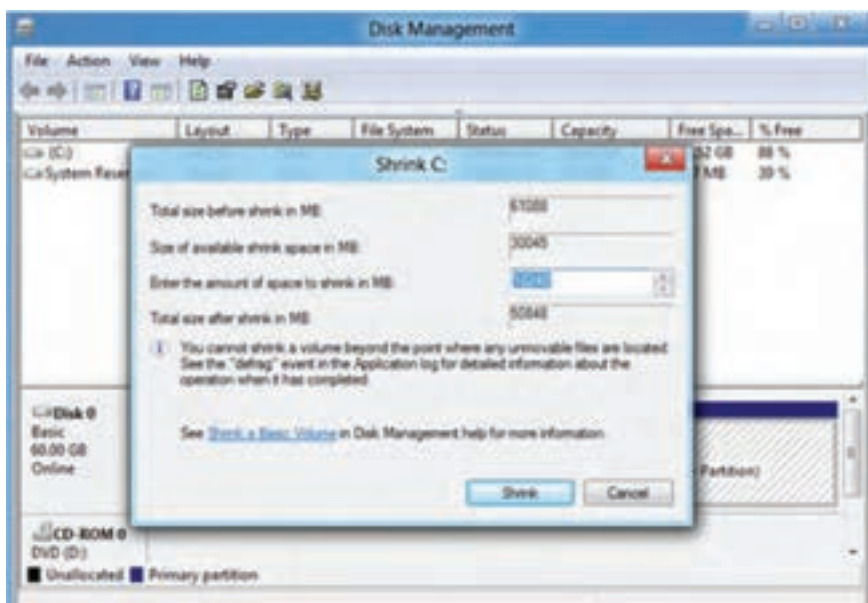 Disk Management
File Action View Help
Volume Layout Type File System Status Capacity Free Spa... % Free
(C:) 88 %
System Reser 39 %
Shrink C:
Total size before shrink in MB: 61088
Size of available shrink space in MB: 30045
Enter the amount of space to shrink in MB: 10240
Total size after shrink in MB: 50848
You cannot shrink a volume beyond the point where any unmovable files are located.
See the "defrag" event in the Application log for detailed information about the
operation when it has completed.
See Shrink a Basic Volume in Disk Management help for more information
Shrink Cancel
Disk 0
Basic
60.00 GB
Online
Partition)
CD-ROM 0
DVD (D:)
Unallocated Primary partition